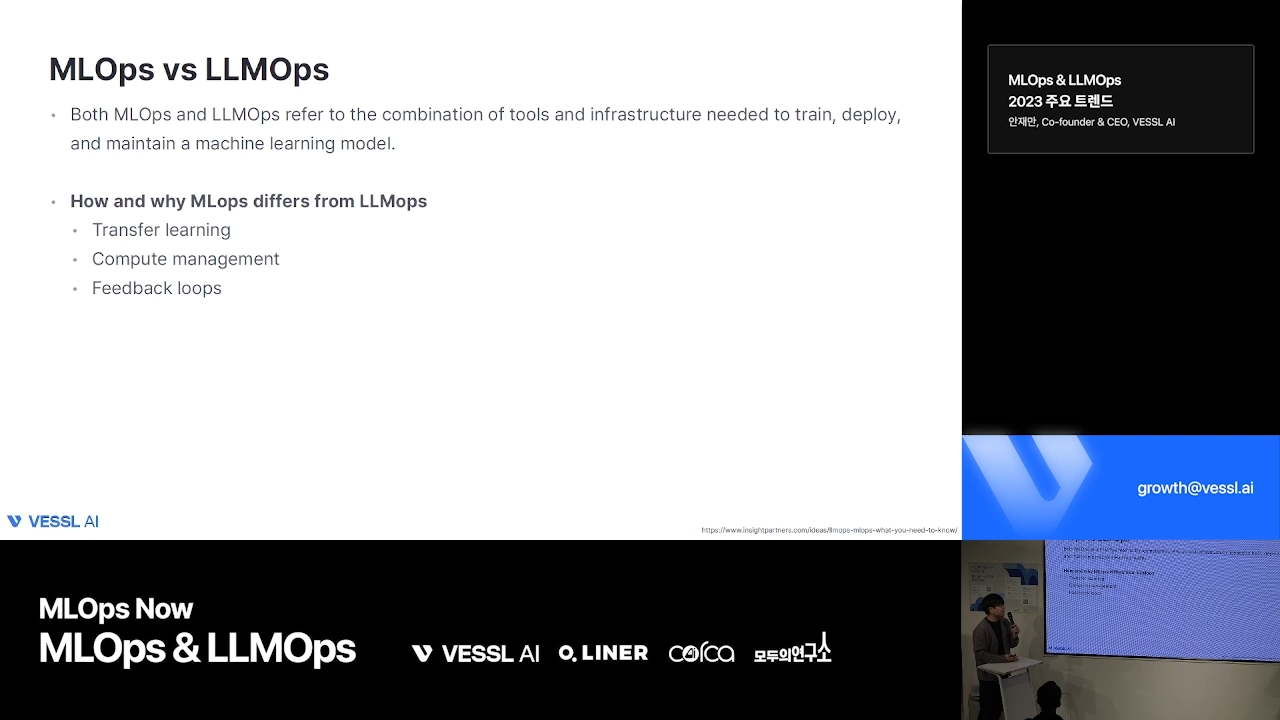 MLOps vs LLMOps
• Both MLOps and LLMOps refer to the combination of tools and infrastructure needed to train, deploy,
and maintain a machine learning model.
• How and why MLops differs from LLMops
• Transfer learning
• Compute management
• Feedback loops
VESSL AI
https://www.insightpartners.com/ideas/llmops-mlops-what-you-need-to-know/
MLOps & LLMOps
2023 주요 트렌드
안재만, Co-founder & CEO, VESSL AI
growth@vessl.ai
MLOps Now
MLOps & LLMOps
VESSL AI
LINER
corca
모두의연구소